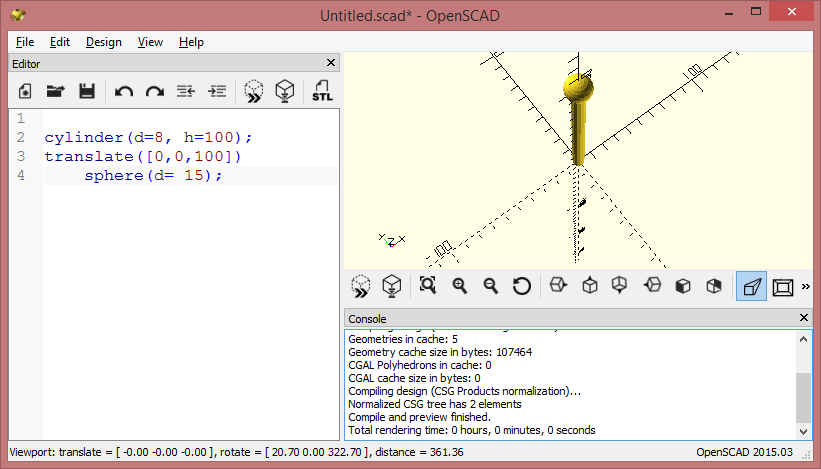 Untitled.scad* - OpenSCAD
File Edit Design View Help
Editor
STL
1
2 cylinder(d=8, h=100);
3 translate([0,0,100])
4 sphere(d= 15);
100
100
Y Z X
Console
Geometries in cache: 5
Geometry cache size in bytes: 107464
CGAL Polyhedrons in cache: 0
CGAL cache size in bytes: 0
Compiling design (CSG Products normalization)...
Normalized CSG tree has 2 elements
Compile and preview finished.
Total rendering time: 0 hours, 0 minutes, 0 seconds
Viewport: translate = [ -0.00 -0.00 -0.00 ], rotate = [ 20.70 0.00 322.70 ], distance = 361.36
OpenSCAD 2015.03